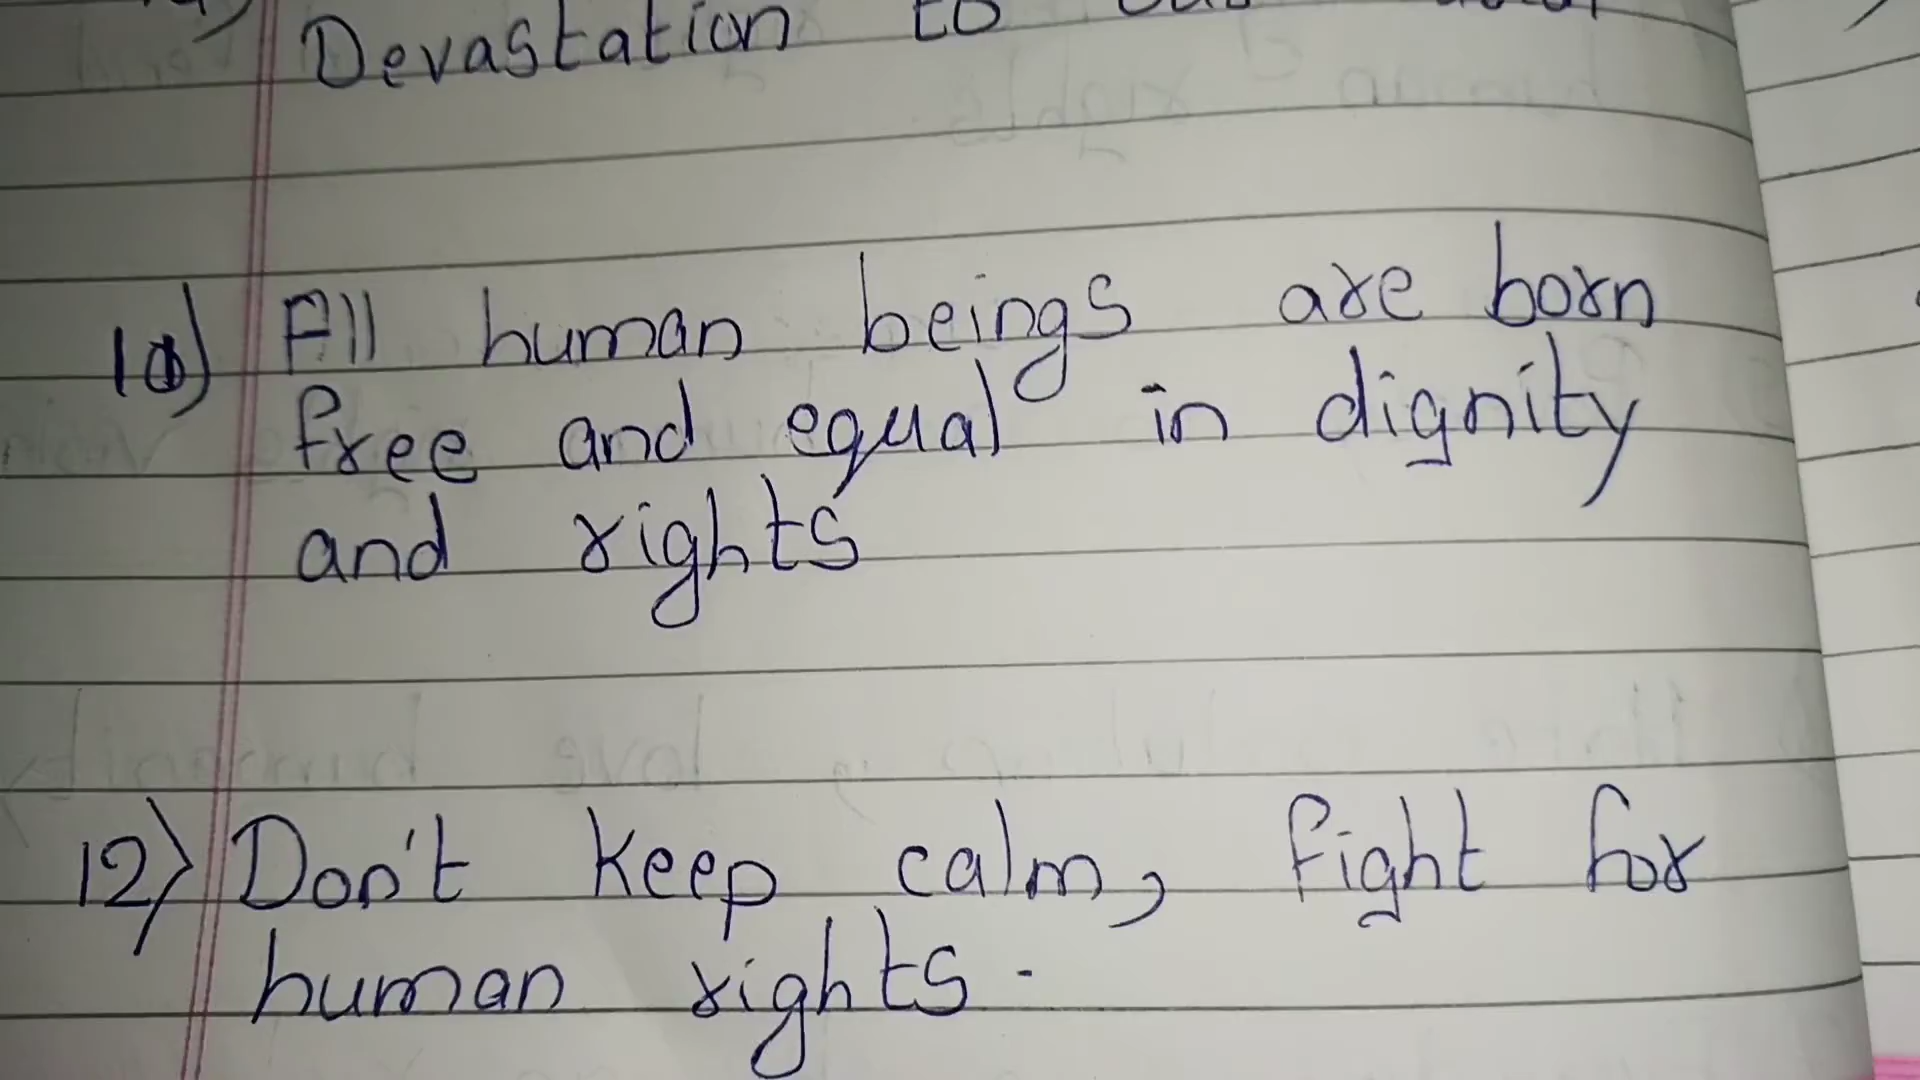 Devastation to
All human beings are born
free and equal in dignity
and rights
12) Don't keep calm, fight for
human rights.